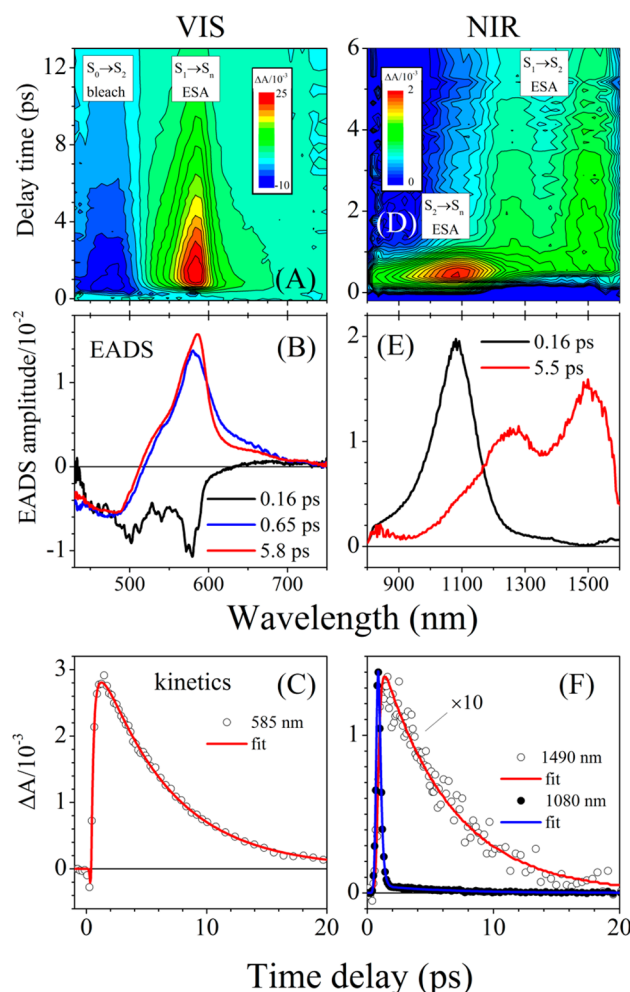 VIS
NIR
Delay time (ps)
12
8
4
0
S₀→S₂
bleach
S₁→Sₙ
ESA
ΔA/10⁻³
25
-10
(A)
6
5
4
3
2
1
0
ΔA/10⁻³
2
0
S₁→S₂
ESA
(D)
S₂→Sₙ
ESA
EADS amplitude/10⁻²
1
0
-1
EADS
(B)
0.16 ps
0.65 ps
5.8 ps
500 600 700
2
1
0
(E)
0.16 ps
5.5 ps
900 1100 1300 1500
Wavelength (nm)
ΔA/10⁻³
3
2
1
0
kinetics
(C)
585 nm
fit
0 10 20
1
0
(F)
×10
1490 nm
fit
1080 nm
fit
0 10 20
Time delay (ps)